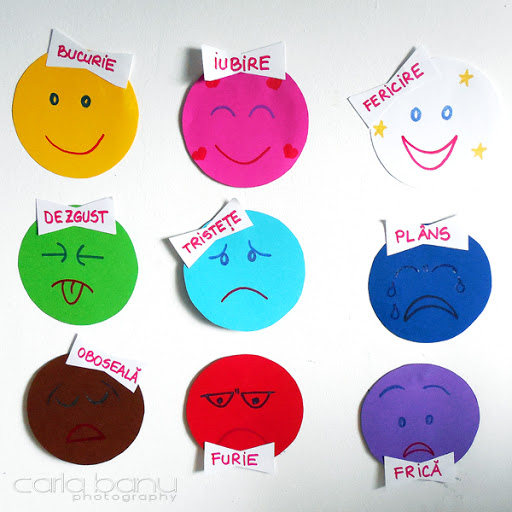 BUCURIE
IUBIRE
FERICIRE
DEZGUST
TRISTEȚE
PLÂNS
OBOSEALĂ
FURIE
FRICĂ
carla banu
photography